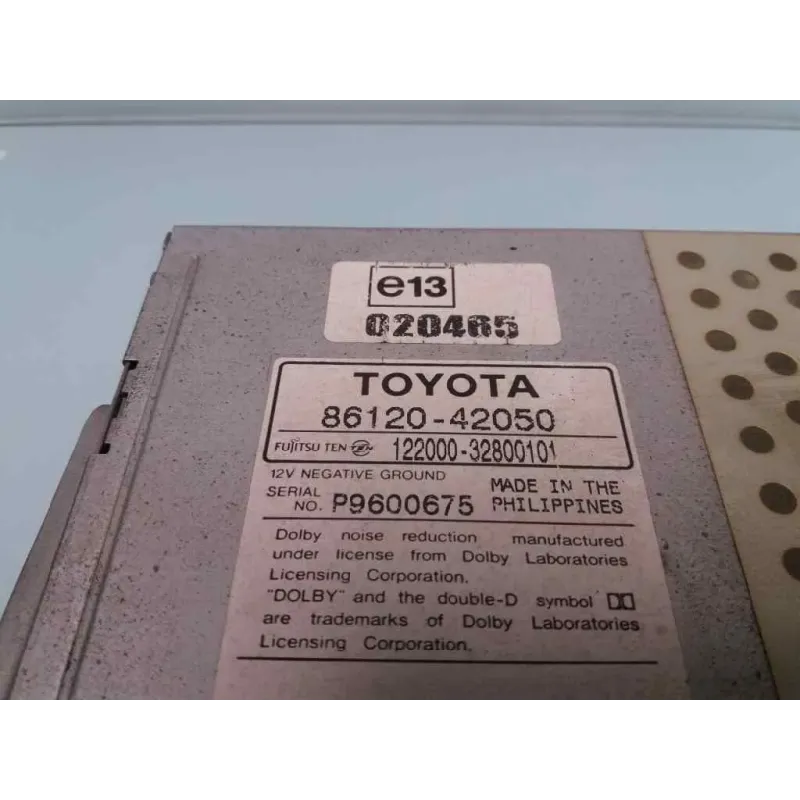 e13
020465
TOYOTA
86120-42050
FUJITSU TEN TEN 122000-32800101
12V NEGATIVE GROUND
SERIAL NO. P9600675 MADE IN THE PHILIPPINES
Dolby noise reduction manufactured
under license from Dolby Laboratories
Licensing Corporation.
"DOLBY" and the double-D symbol
are trademarks of Dolby Laboratories
Licensing Corporation.